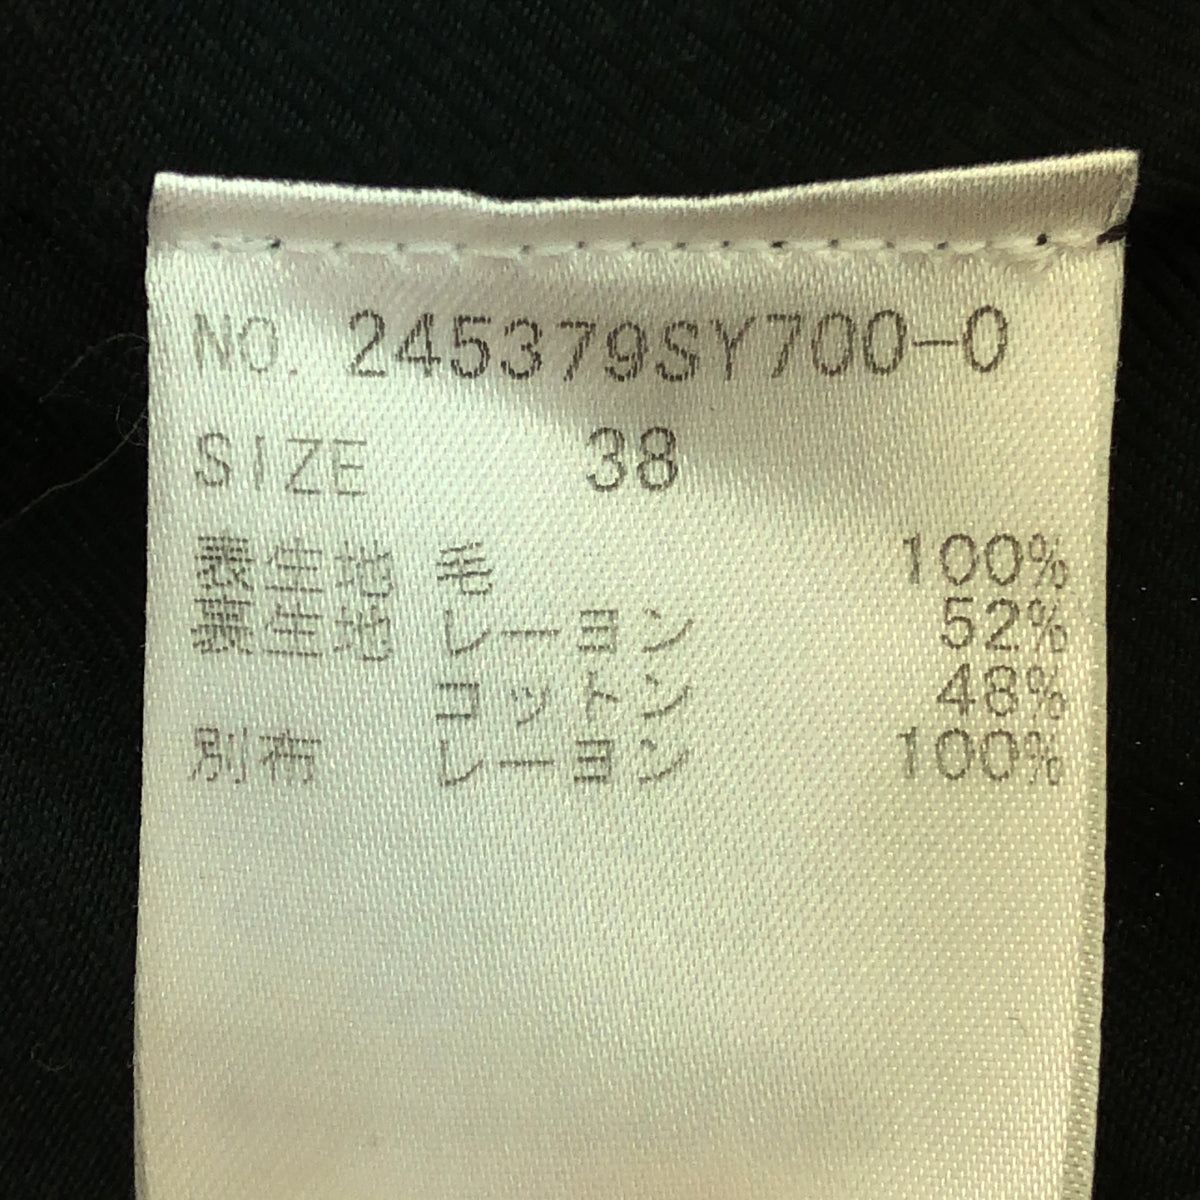 NO. 245379SY700-0
SIZE 38
表生地 毛 100%
裏生地 レーヨン 52%
コットン 48%
別布 レーヨン 100%